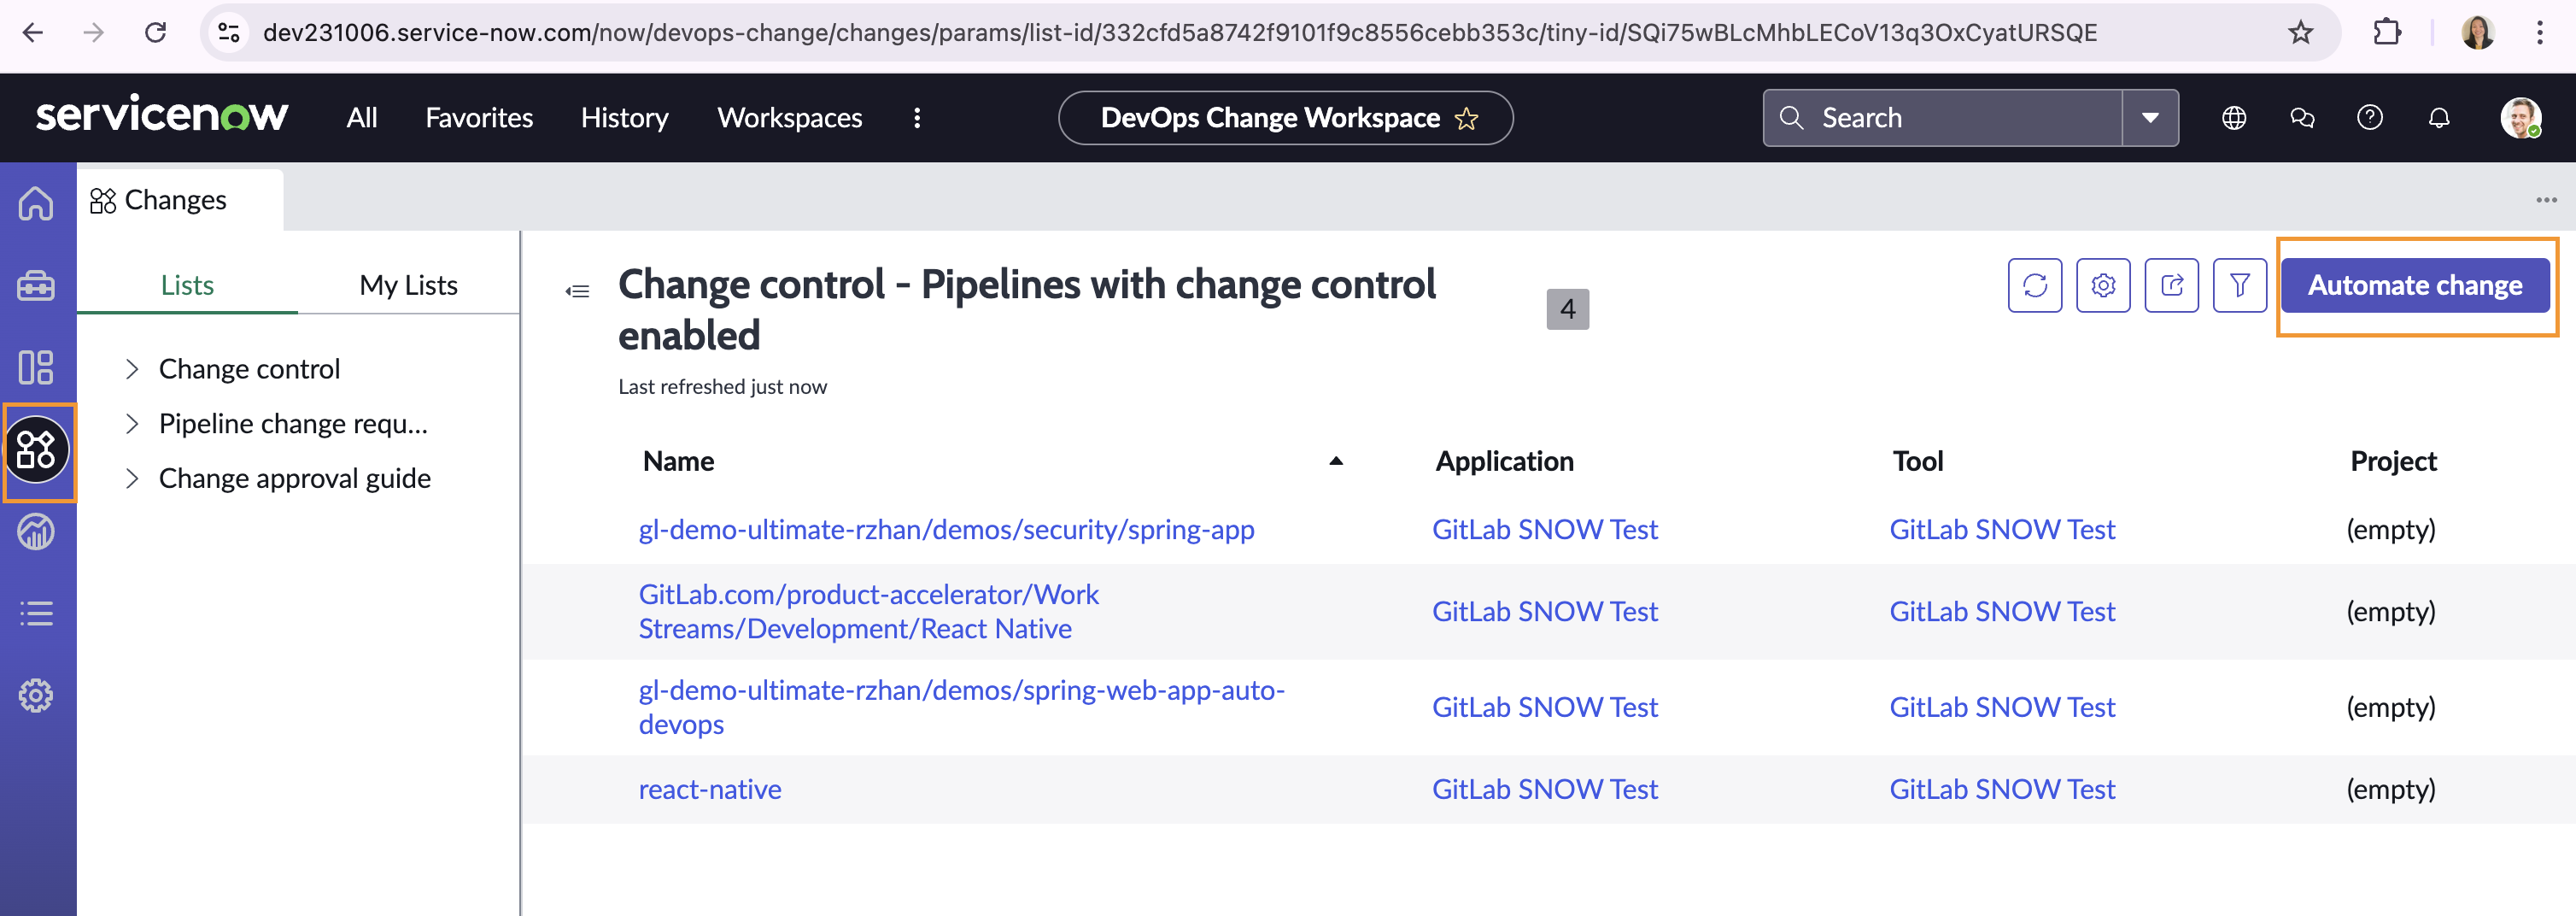 dev231006.service-now.com/now/devops-change/changes/params/list-id/332cfd5a8742f9101f9c8556cebb353c/tiny-id/SQi75wBLcMhbLECoV13q3OxCyatURSQE
servicenow All Favorites History Workspaces DevOps Change Workspace Search
Changes
Lists My Lists
Change control
Pipeline change requ...
Change approval guide
Change control - Pipelines with change control
enabled
4
Automate change
Last refreshed just now
Name Application Tool Project
gl-demo-ultimate-rzhan/demos/security/spring-app GitLab SNOW Test GitLab SNOW Test (empty)
GitLab.com/product-accelerator/Work
Streams/Development/React Native GitLab SNOW Test GitLab SNOW Test (empty)
gl-demo-ultimate-rzhan/demos/spring-web-app-auto-
devops GitLab SNOW Test GitLab SNOW Test (empty)
react-native GitLab SNOW Test GitLab SNOW Test (empty)